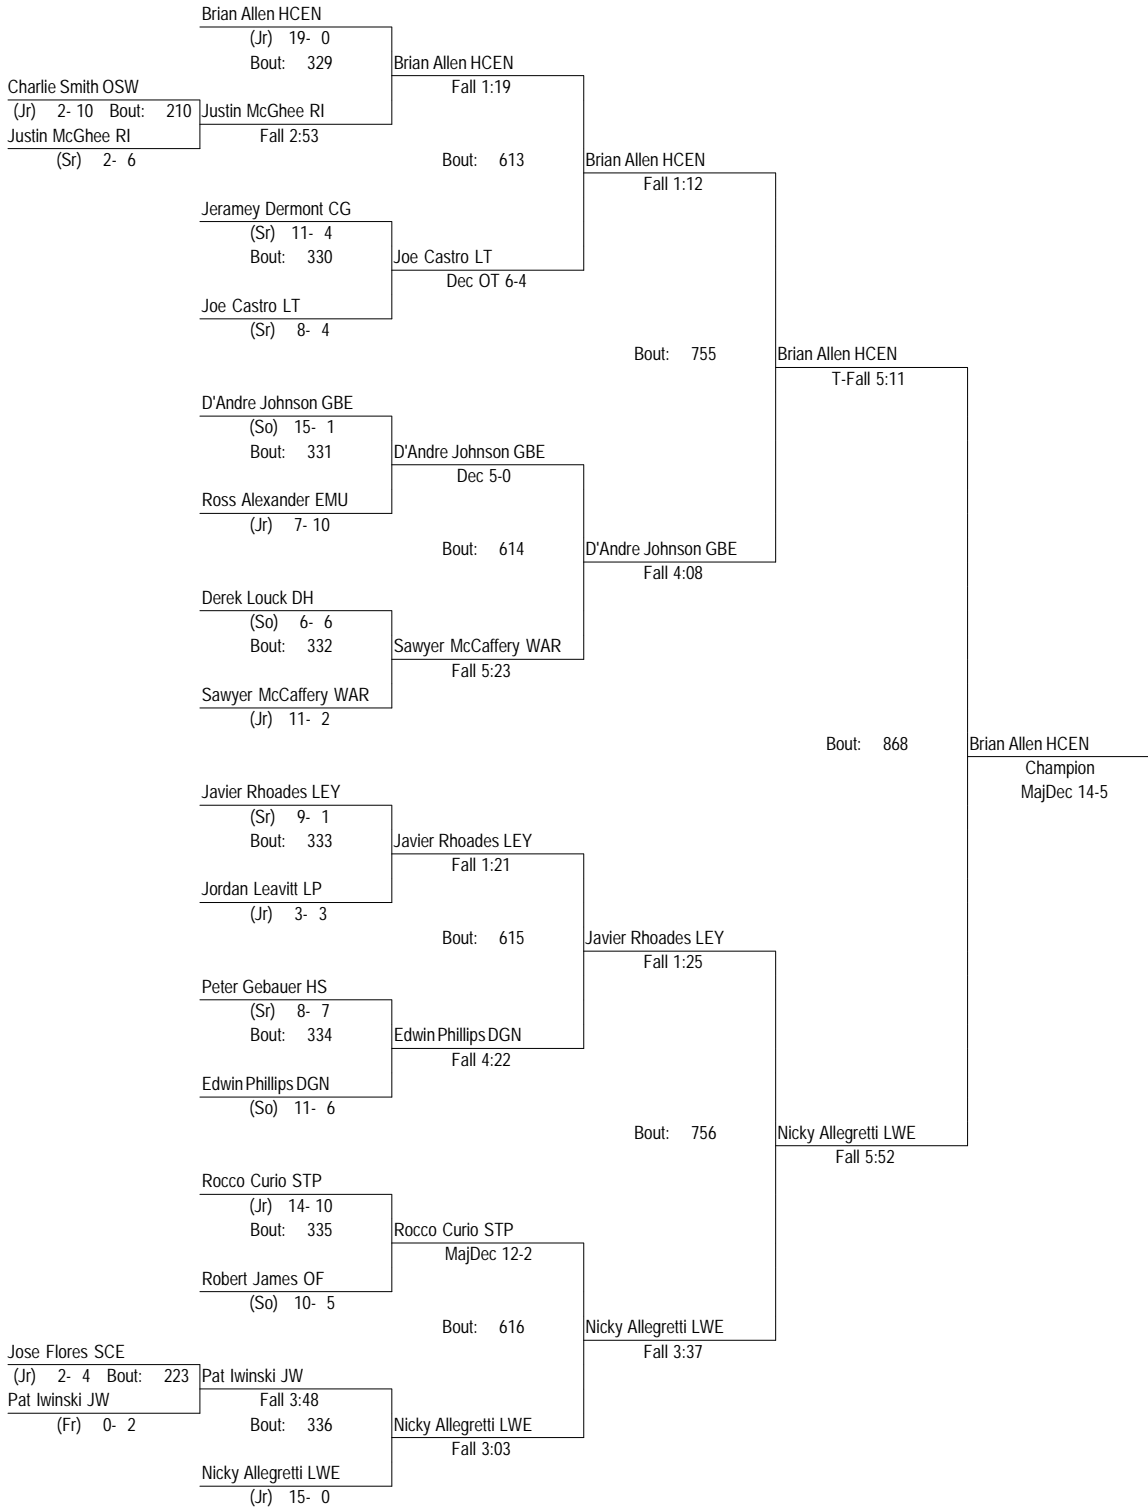 Brian Allen HCEN
(Jr) 19- 0
Bout: 329
Brian Allen HCEN
Fall 1:19
Charlie Smith OSW
(Jr) 2- 10 Bout: 210
Justin McGhee RI
Fall 2:53
Justin McGhee RI
(Sr) 2- 6
Bout: 613
Brian Allen HCEN
Fall 1:12
Jeramey Dermont CG
(Sr) 11- 4
Bout: 330
Joe Castro LT
Dec OT 6-4
Joe Castro LT
(Sr) 8- 4
Bout: 755
Brian Allen HCEN
T-Fall 5:11
D'Andre Johnson GBE
(So) 15- 1
Bout: 331
D'Andre Johnson GBE
Dec 5-0
Ross Alexander EMU
(Jr) 7- 10
Bout: 614
D'Andre Johnson GBE
Fall 4:08
Derek Louck DH
(So) 6- 6
Bout: 332
Sawyer McCaffery WAR
Fall 5:23
Sawyer McCaffery WAR
(Jr) 11- 2
Bout: 868
Brian Allen HCEN
Champion
MajDec 14-5
Javier Rhoades LEY
(Sr) 9- 1
Bout: 333
Javier Rhoades LEY
Fall 1:21
Jordan Leavitt LP
(Jr) 3- 3
Bout: 615
Javier Rhoades LEY
Fall 1:25
Peter Gebauer HS
(Sr) 8- 7
Bout: 334
Edwin Phillips DGN
Fall 4:22
Edwin Phillips DGN
(So) 11- 6
Bout: 756
Nicky Allegretti LWE
Fall 5:52
Rocco Curio STP
(Jr) 14- 10
Bout: 335
Rocco Curio STP
MajDec 12-2
Robert James OF
(So) 10- 5
Bout: 616
Nicky Allegretti LWE
Fall 3:37
Jose Flores SCE
(Jr) 2- 4 Bout: 223
Pat Iwinski JW
Fall 3:48
Pat Iwinski JW
(Fr) 0- 2
Bout: 336
Nicky Allegretti LWE
Fall 3:03
Nicky Allegretti LWE
(Jr) 15- 0